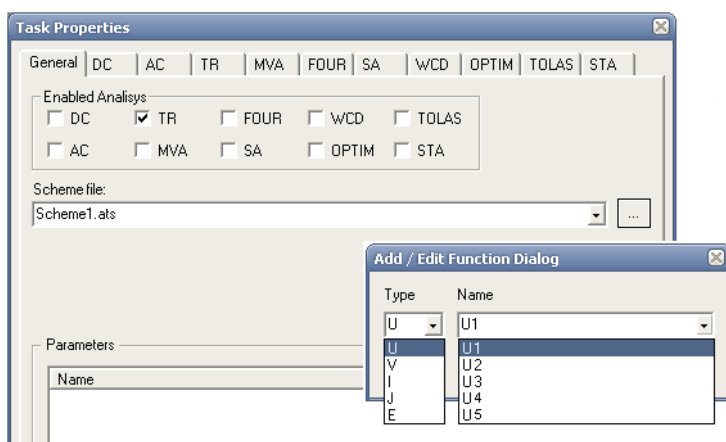 Task Properties
General DC AC TR MVA FOUR SA WCD OPTIM TOLAS STA
Enabled Analisys
DC TR FOUR WCD TOLAS
AC MVA SA OPTIM STA
Scheme file:
Scheme1.ats
...
Add / Edit Function Dialog
Type Name
U U1
U U1
V U2
I U3
J U4
E U5
Parameters
Name